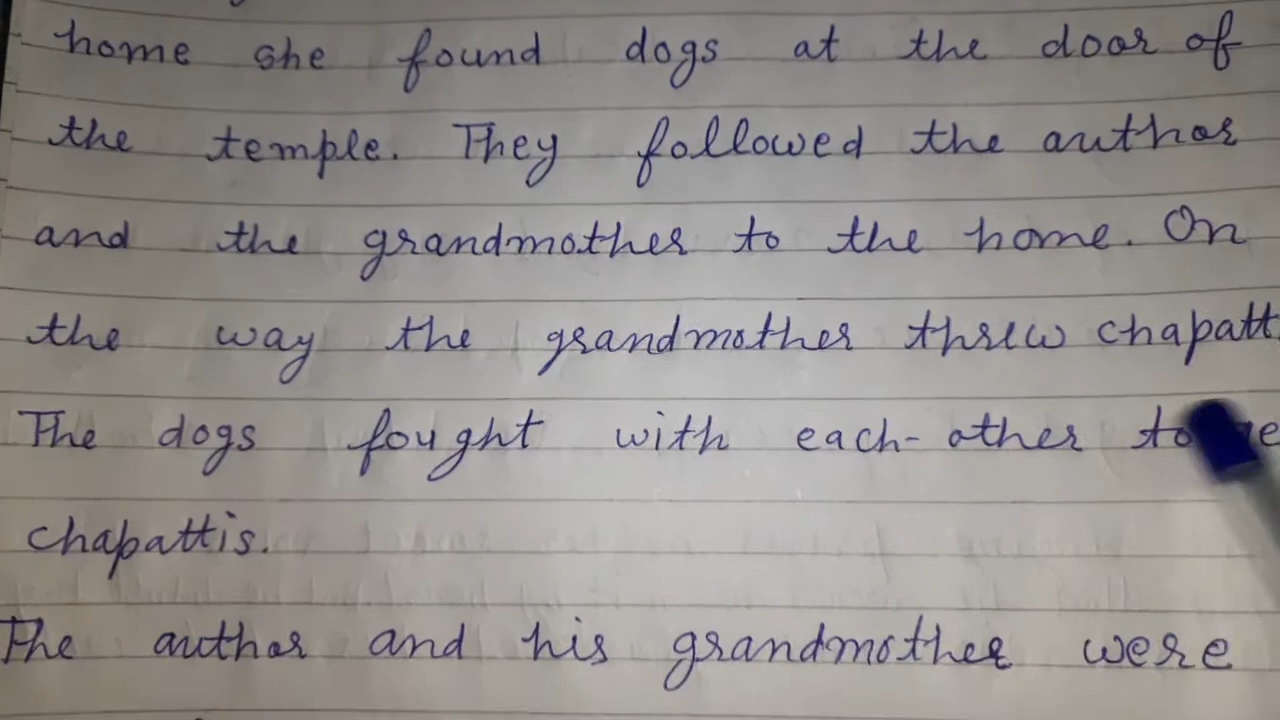 home she found dogs at the door of
the temple. They followed the author
and the grandmother to the home. On
the way the grandmother threw chapatt
The dogs fought with each-other to
chapattis.
The author and his grandmother were